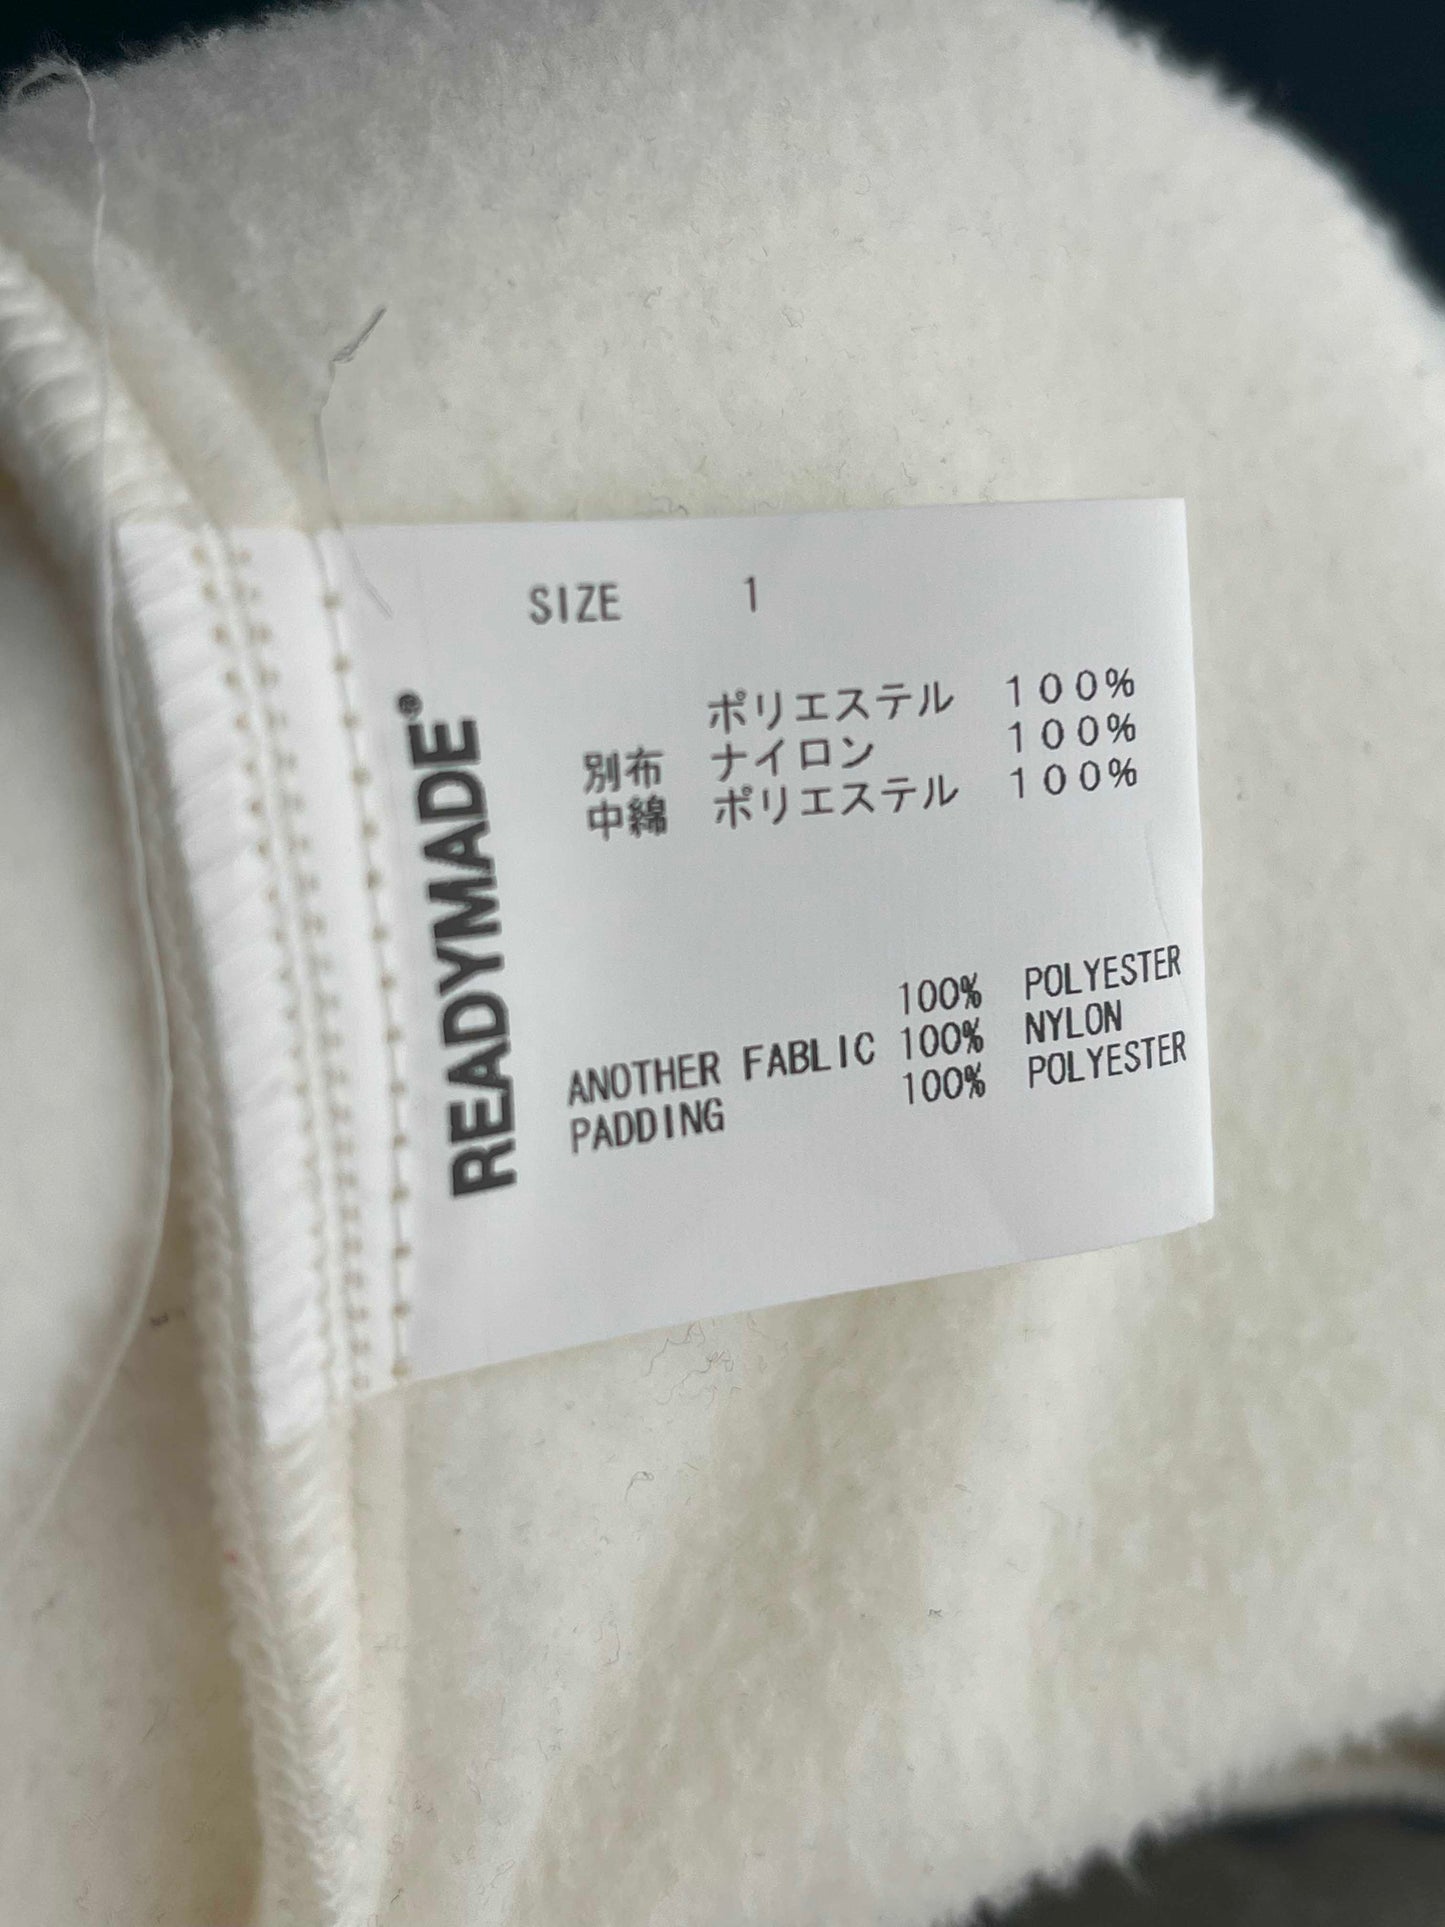 READYMADE®
SIZE 1
ポリエステル 100%
別布 ナイロン 100%
中綿 ポリエステル 100%
100% POLYESTER
ANOTHER FABLIC 100% NYLON
PADDING 100% POLYESTER